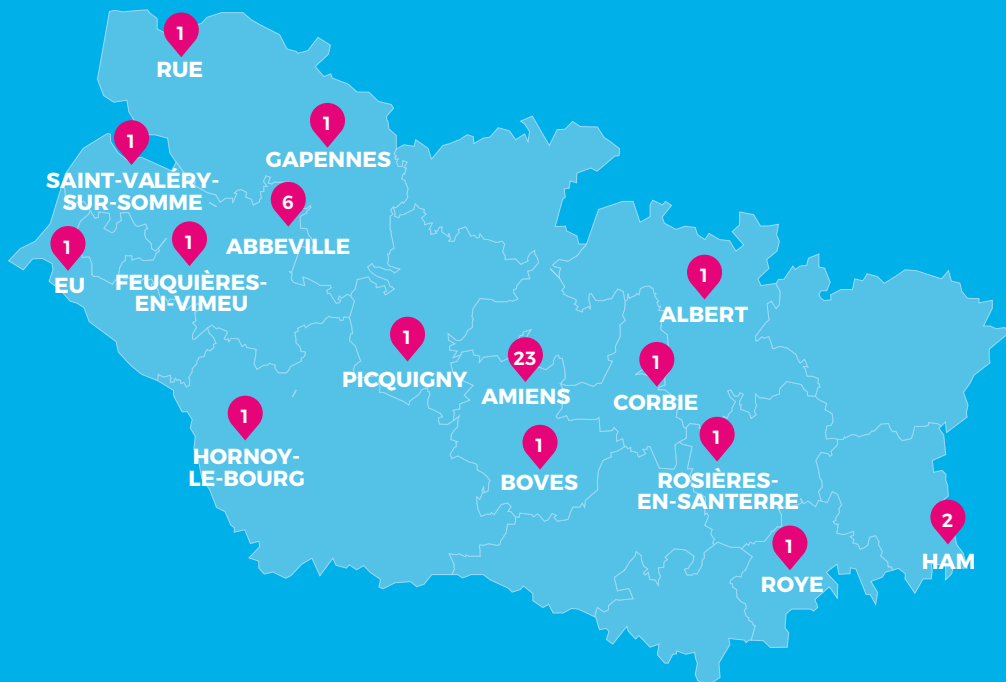 1
RUE
1
GAPENNES
1
SAINT-VALÉRY-
SUR-SOMME
6
ABBEVILLE
1
EU
1
FEUQUIÈRES-
EN-VIMEU
1
ALBERT
1
PICQUIGNY
23
AMIENS
1
CORBIE
1
HORNOY-
LE-BOURG
1
BOVES
1
ROSIÈRES-
EN-SANTERRE
2
HAM
1
ROYE